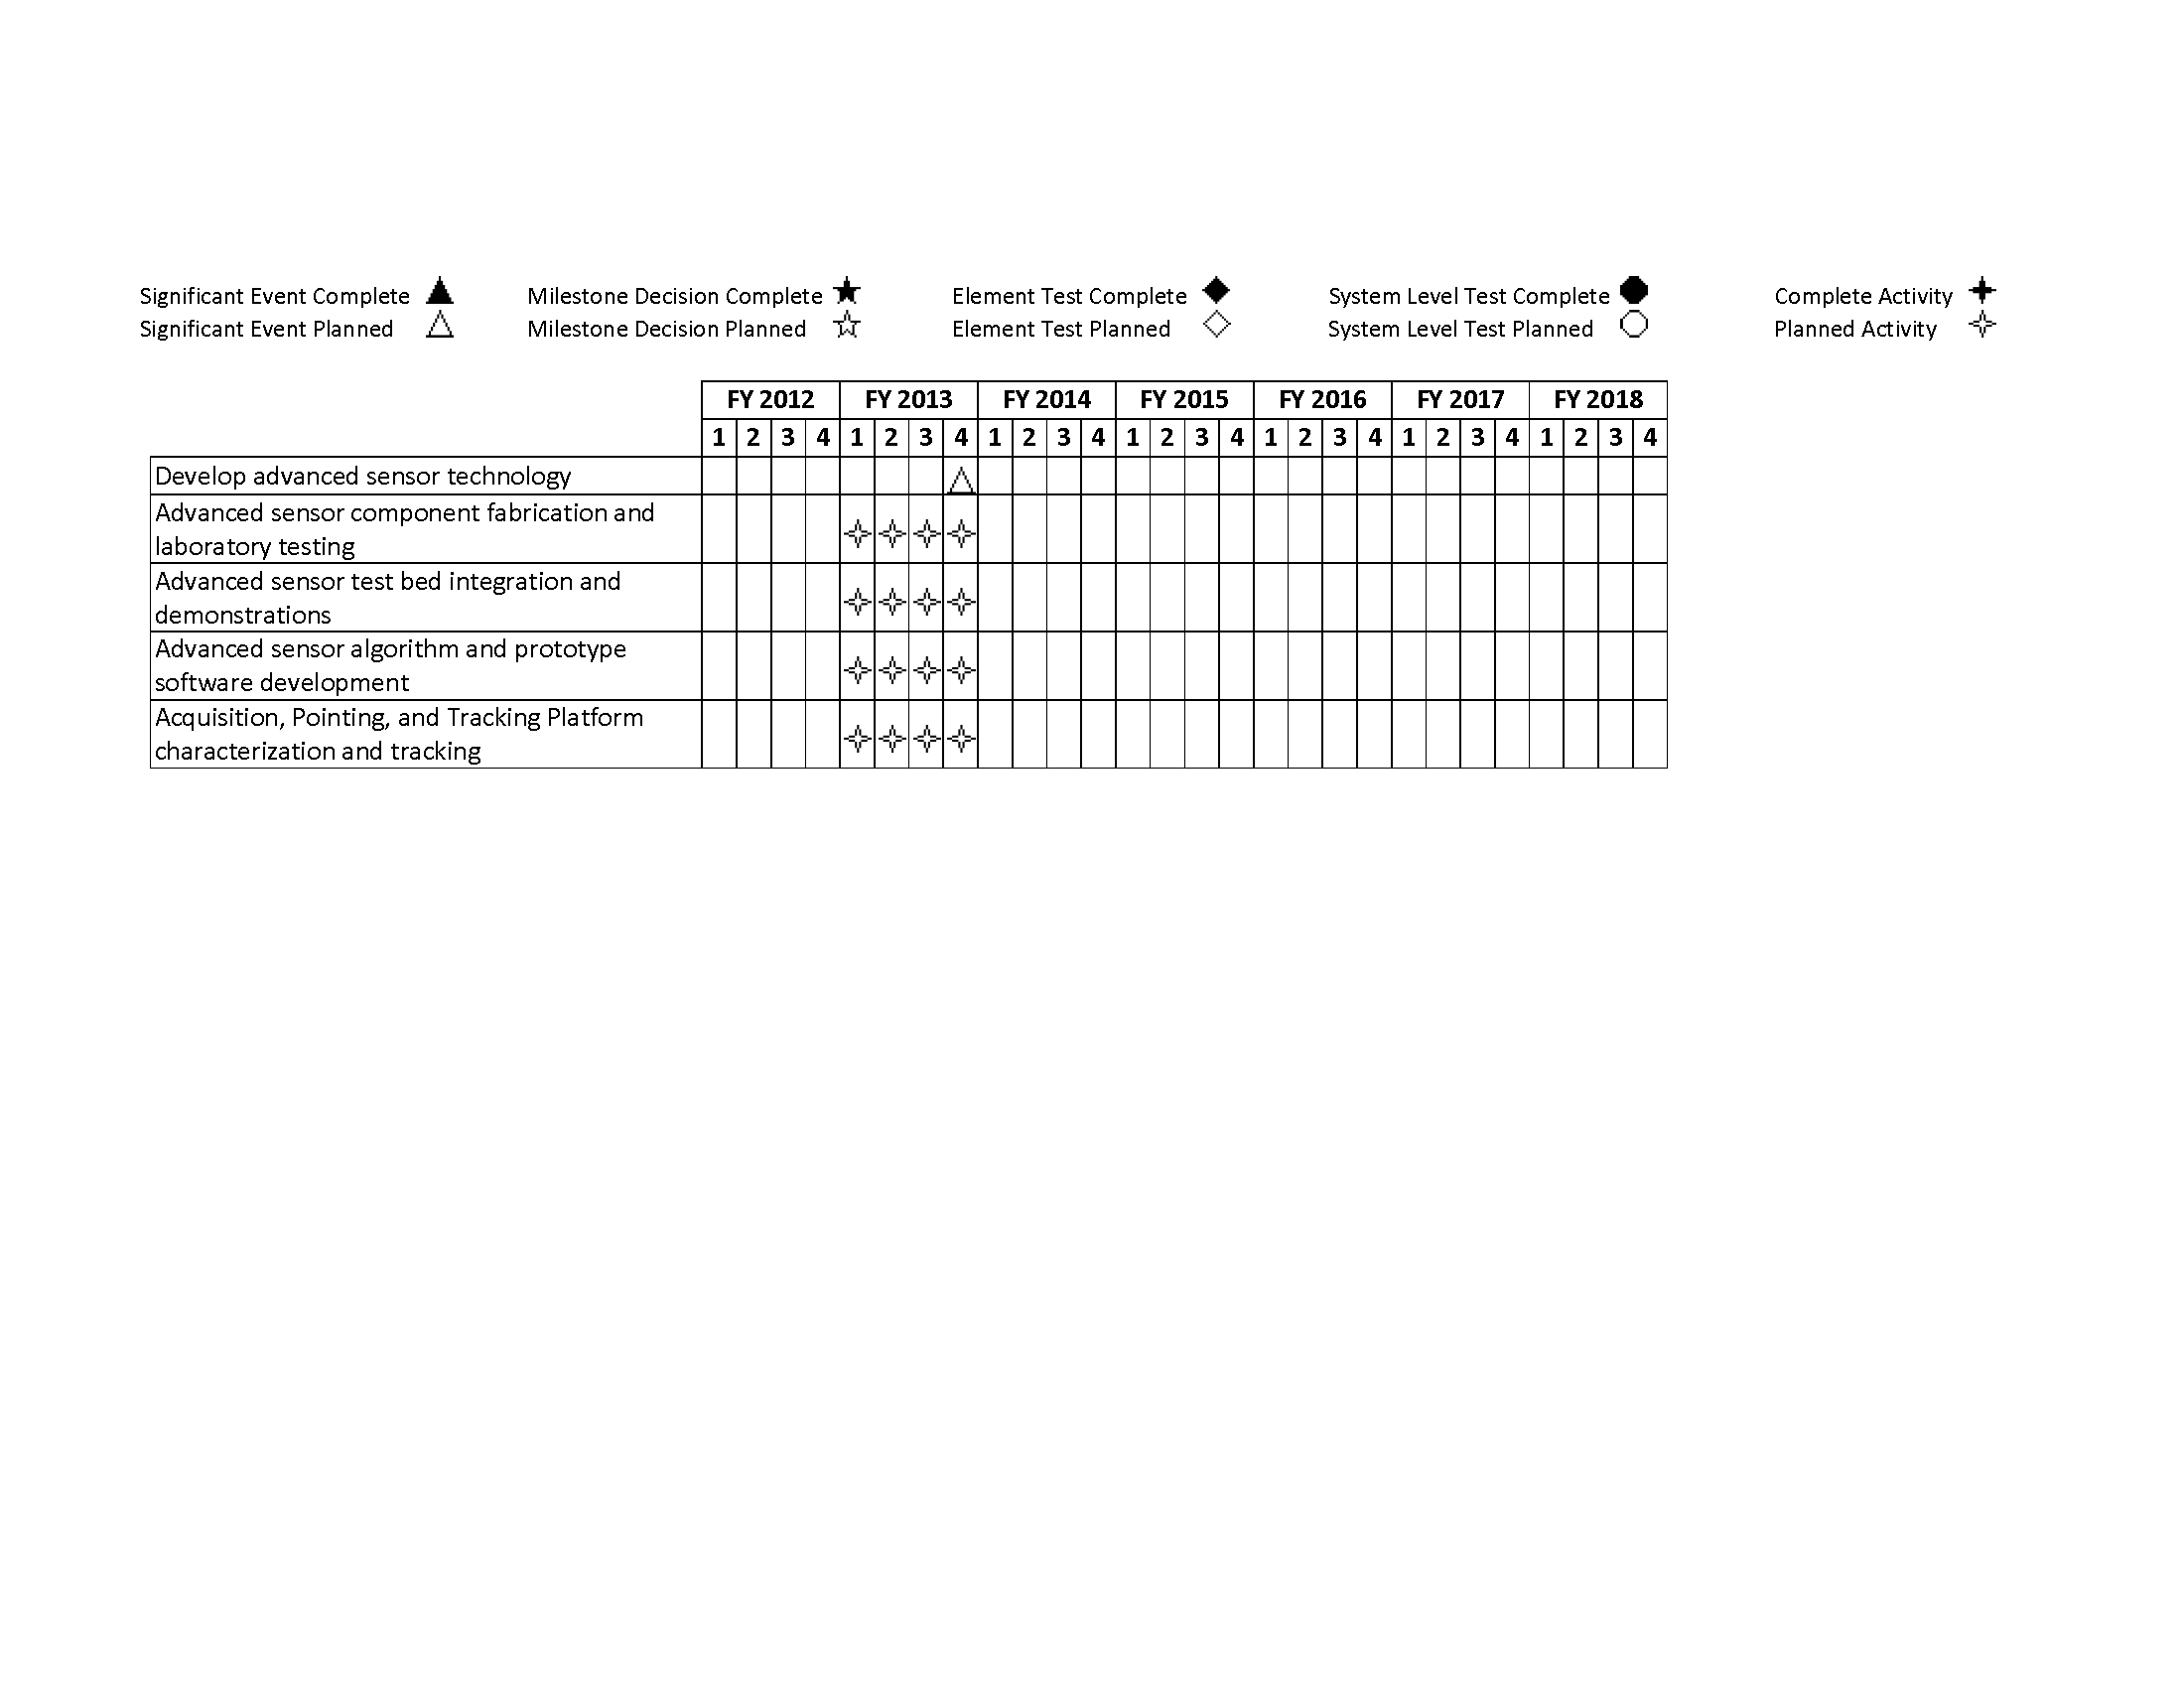 Significant Event Complete ▲ Milestone Decision Complete ★ Element Test Complete ◆ System Level Test Complete ● Complete Activity ✦
Significant Event Planned △ Milestone Decision Planned ☆ Element Test Planned ◇ System Level Test Planned ○ Planned Activity ✧
FY 2012 FY 2013 FY 2014 FY 2015 FY 2016 FY 2017 FY 2018
1 2 3 4 1 2 3 4 1 2 3 4 1 2 3 4 1 2 3 4 1 2 3 4 1 2 3 4
Develop advanced sensor technology △
Advanced sensor component fabrication and
laboratory testing ✧ ✧ ✧ ✧
Advanced sensor test bed integration and
demonstrations ✧ ✧ ✧ ✧
Advanced sensor algorithm and prototype
software development ✧ ✧ ✧ ✧
Acquisition, Pointing, and Tracking Platform
characterization and tracking ✧ ✧ ✧ ✧